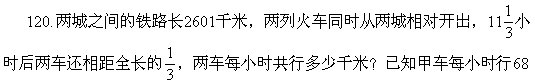 120. 两城之间的铁路长2601千米，两列火车同时从两城相对开出，11$\frac{1}{3}$小
时后两车还相距全长的$\frac{1}{3}$，两车每小时共行多少千米？已知甲车每小时行68